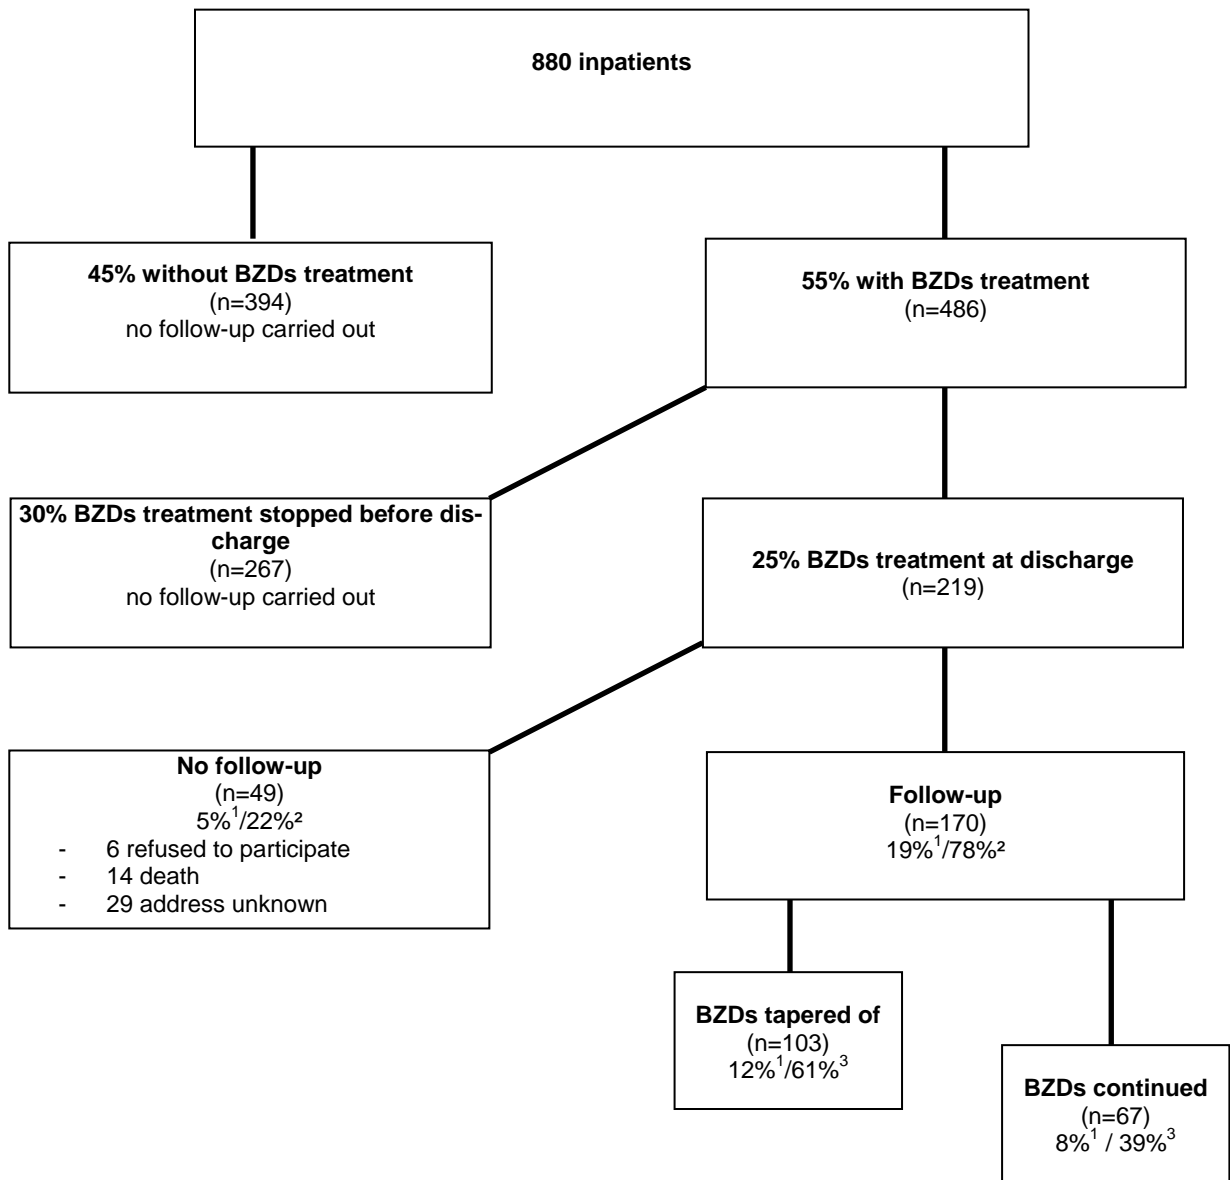 880 inpatients
45% without BZDs treatment
(n=394)
no follow-up carried out
55% with BZDs treatment
(n=486)
30% BZDs treatment stopped before dis-
charge
(n=267)
no follow-up carried out
25% BZDs treatment at discharge
(n=219)
No follow-up
(n=49)
5%¹/22%²
- 6 refused to participate
- 14 death
- 29 address unknown
Follow-up
(n=170)
19%¹/78%²
BZDs tapered of
(n=103)
12%¹/61%³
BZDs continued
(n=67)
8%¹ / 39%³